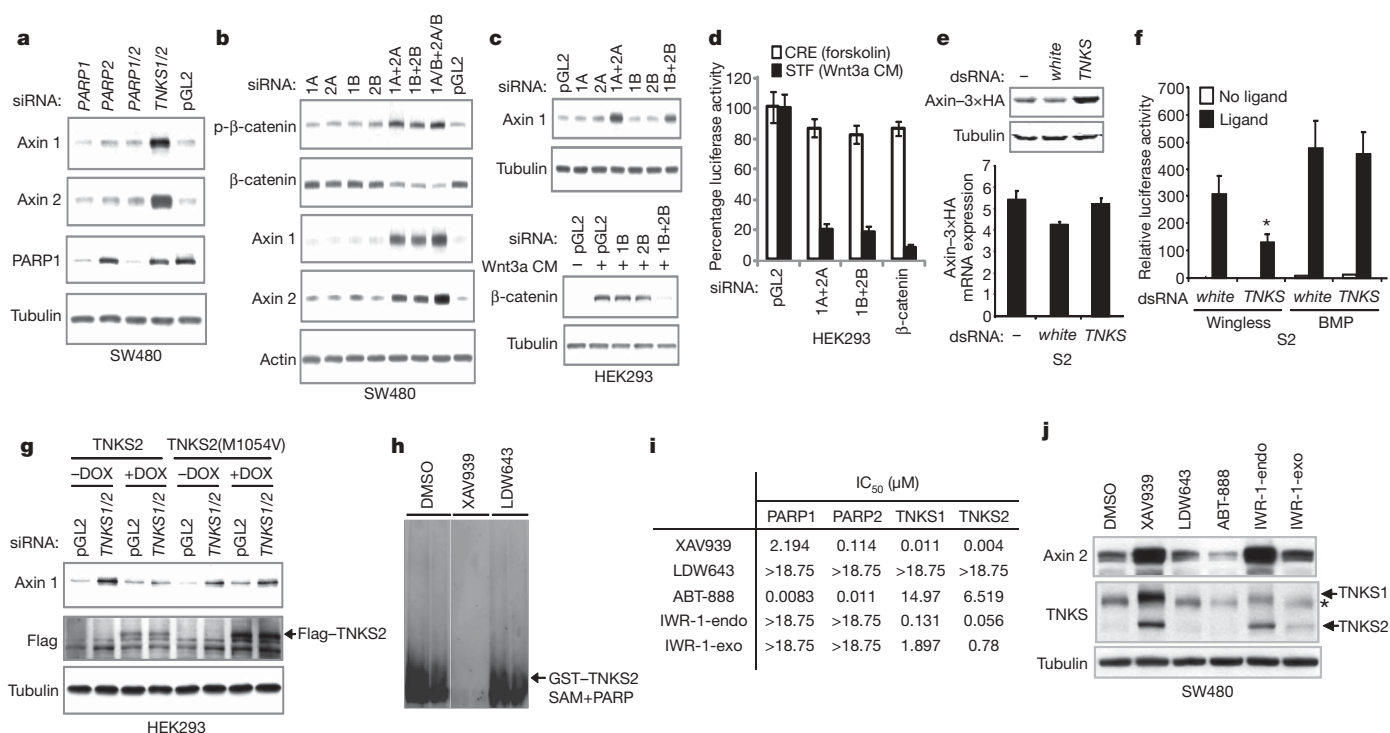 a
siRNA: PARP1 PARP2 PARP1/2 TNKS1/2 pGL2
Axin 1
Axin 2
PARP1
Tubulin
SW480
b
siRNA: 1A 2A 1B 2B 1A+2A 1B+2B 1A/B+2A/B pGL2
p-β-catenin
β-catenin
Axin 1
Axin 2
Actin
SW480
c
siRNA: pGL2 1A 2A 1A+2A 1B 2B 1B+2B
Axin 1
Tubulin
siRNA: pGL2 pGL2 1B 2B 1B+2B
Wnt3a CM – + + + +
β-catenin
Tubulin
HEK293
d
CRE (forskolin)
STF (Wnt3a CM)
Percentage luciferase activity
120
100
80
60
40
20
0
siRNA: pGL2 1A+2A 1B+2B β-catenin
HEK293
e
dsRNA: – white TNKS
Axin–3×HA
Tubulin
Axin–3×HA mRNA expression
7
6
5
4
3
2
1
0
dsRNA: – white TNKS
S2
f
No ligand
Ligand
Relative luciferase activity
700
600
500
400
300
200
100
0
*
dsRNA white TNKS white TNKS
Wingless BMP
S2
g
TNKS2 TNKS2(M1054V)
–DOX +DOX –DOX +DOX
siRNA: pGL2 TNKS1/2 pGL2 TNKS1/2 pGL2 TNKS1/2 pGL2 TNKS1/2
Axin 1
Flag
Flag–TNKS2
Tubulin
HEK293
h
DMSO XAV939 LDW643
GST–TNKS2
SAM+PARP
i
IC50 (μM)
PARP1 PARP2 TNKS1 TNKS2
XAV939 2.194 0.114 0.011 0.004
LDW643 >18.75 >18.75 >18.75 >18.75
ABT-888 0.0083 0.011 14.97 6.519
IWR-1-endo >18.75 >18.75 0.131 0.056
IWR-1-exo >18.75 >18.75 1.897 0.78
j
DMSO XAV939 LDW643 ABT-888 IWR-1-endo IWR-1-exo
Axin 2
TNKS
TNKS1
*
TNKS2
Tubulin
SW480